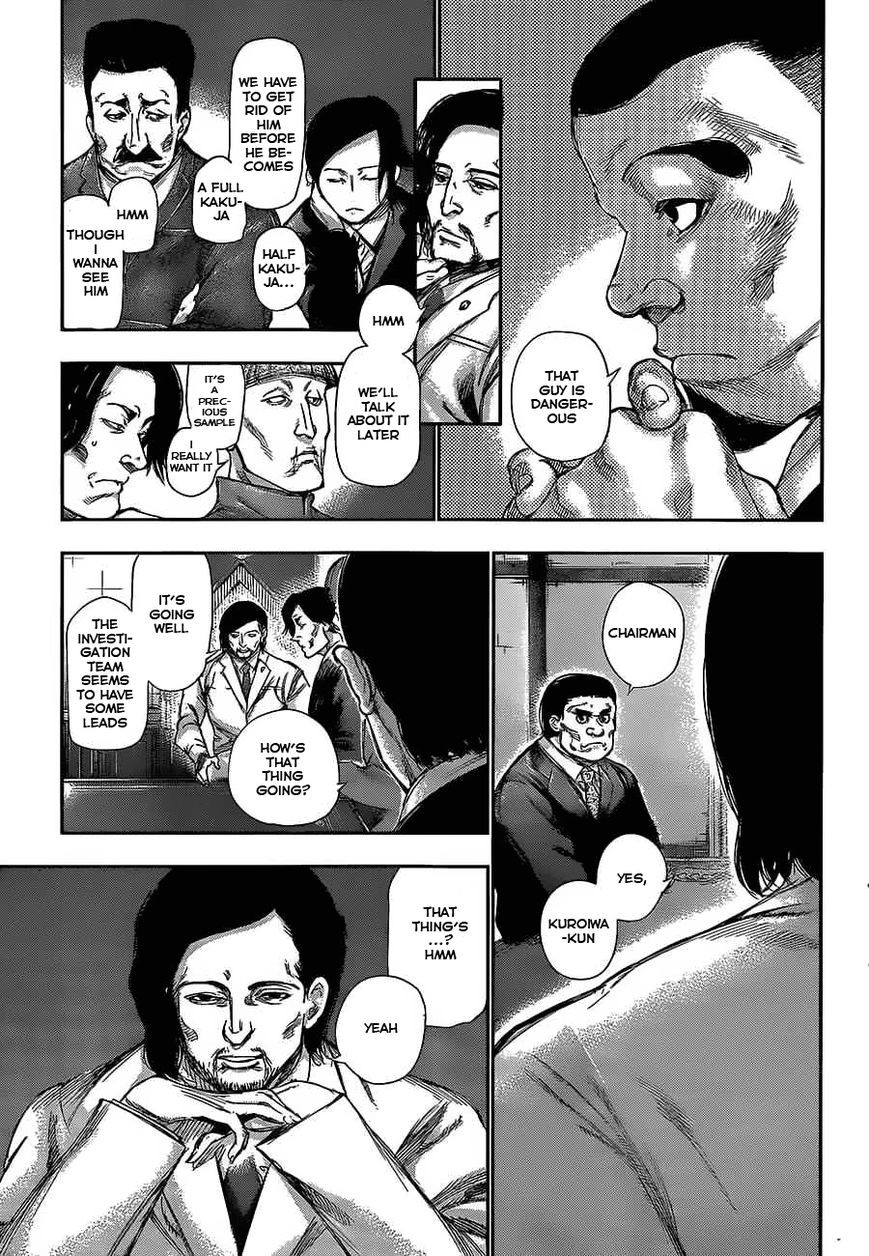 THAT
GUY IS
DANGER-
OUS
WE HAVE
TO GET
RID OF
HIM
BEFORE
HE BE-
COMES
A FULL
KAKU-
JA
HALF
KAKU-
JA...
HMM
THOUGH
I
WANNA
SEE
HIM
HMM
WE'LL
TALK
ABOUT IT
LATER
IT'S
A
PREC-
IOUS
SAMPLE
I
REALLY
WANT IT
CHAIRMAN
YES,
KUROIWA
-KUN
HOW'S
THAT
THING
GOING?
IT'S
GOING
WELL
THE
INVESTI-
GATION
TEAM
SEEMS
TO HAVE
SOME
LEADS
THAT
THING'S
...?
HMM
YEAH